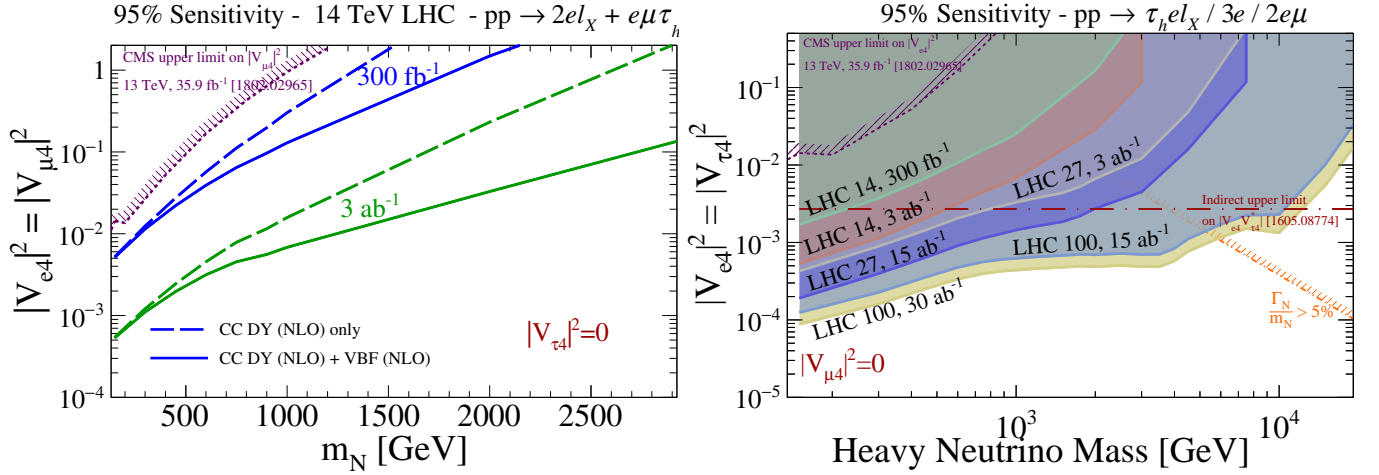 95% Sensitivity - 14 TeV LHC - pp → 2el_X + eμτ_h
CMS upper limit on |V_μ4|²
13 TeV, 35.9 fb⁻¹ [1802.02965]
300 fb⁻¹
3 ab⁻¹
CC DY (NLO) only
CC DY (NLO) + VBF (NLO)
|V_τ4|²=0
|V_e4|² = |V_μ4|²
1
10⁻¹
10⁻²
10⁻³
10⁻⁴
500 1000 1500 2000 2500
m_N [GeV]
95% Sensitivity - pp → τ_h el_X / 3e / 2eμ
CMS upper limit on |V_e4|²
13 TeV, 35.9 fb⁻¹ [1802.02965]
LHC 14, 300 fb⁻¹
LHC 27, 3 ab⁻¹
LHC 14, 3 ab⁻¹
LHC 27, 15 ab⁻¹
LHC 100, 15 ab⁻¹
LHC 100, 30 ab⁻¹
Indirect upper limit
on |V_e4 V*_τ4| [1605.08774]
Γ_N/m_N > 5%
|V_μ4|²=0
|V_e4|² = |V_τ4|²
10⁻¹
10⁻²
10⁻³
10⁻⁴
10⁻⁵
10³ 10⁴
Heavy Neutrino Mass [GeV]